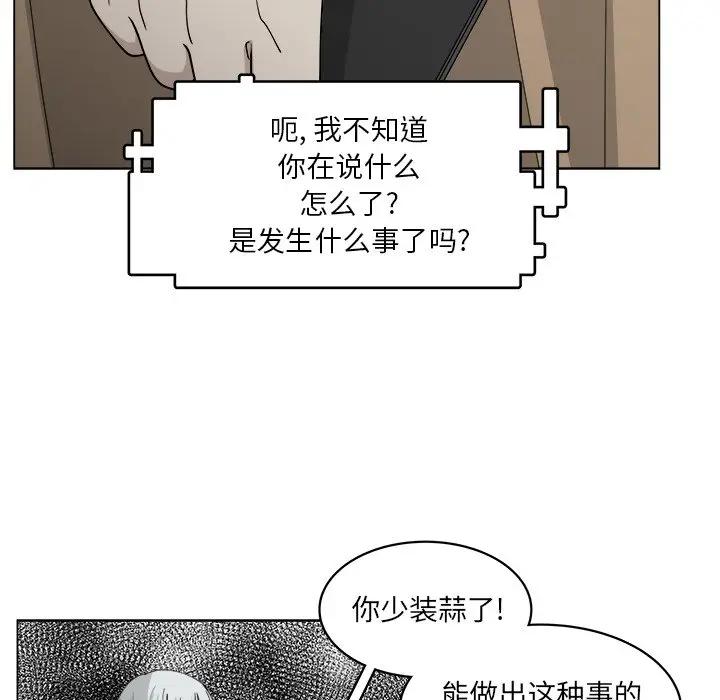 呃, 我不知道
你在说什么
怎么了?
是发生什么事了吗?
你少装蒜了!
能做出这种事的